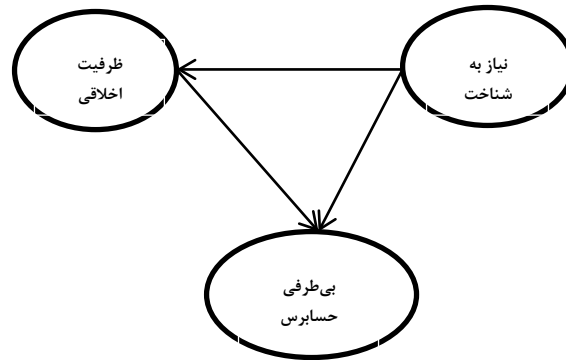 نیاز به
شناخت
ظرفیت
اخلاقی
بی‌طرفی
حسابرس